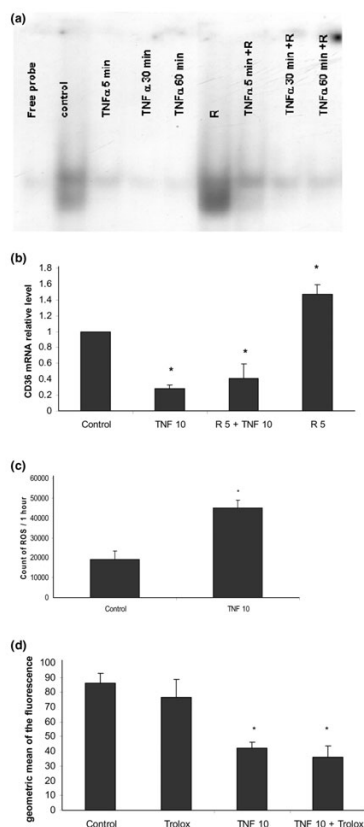 (a)
Free probe
control
TNFα 5 min
TNF α 30 min
TNFα 60 min
R
TNFα 5 min +R
TNFα 30 min +R
TNFα 60 min +R
(b)
CD36 mRNA relative level
1.8
1.6
1.4
1.2
1
0.8
0.6
0.4
0.2
0
*
*
*
Control
TNF 10
R 5 + TNF 10
R 5
(c)
Count of ROS / 1 hour
60000
50000
40000
30000
20000
10000
0
*
Control
TNF 10
(d)
geometric mean of the fluorescence
100
90
80
70
60
50
40
30
20
10
0
*
*
Control
Trolox
TNF 10
TNF 10 + Trolox